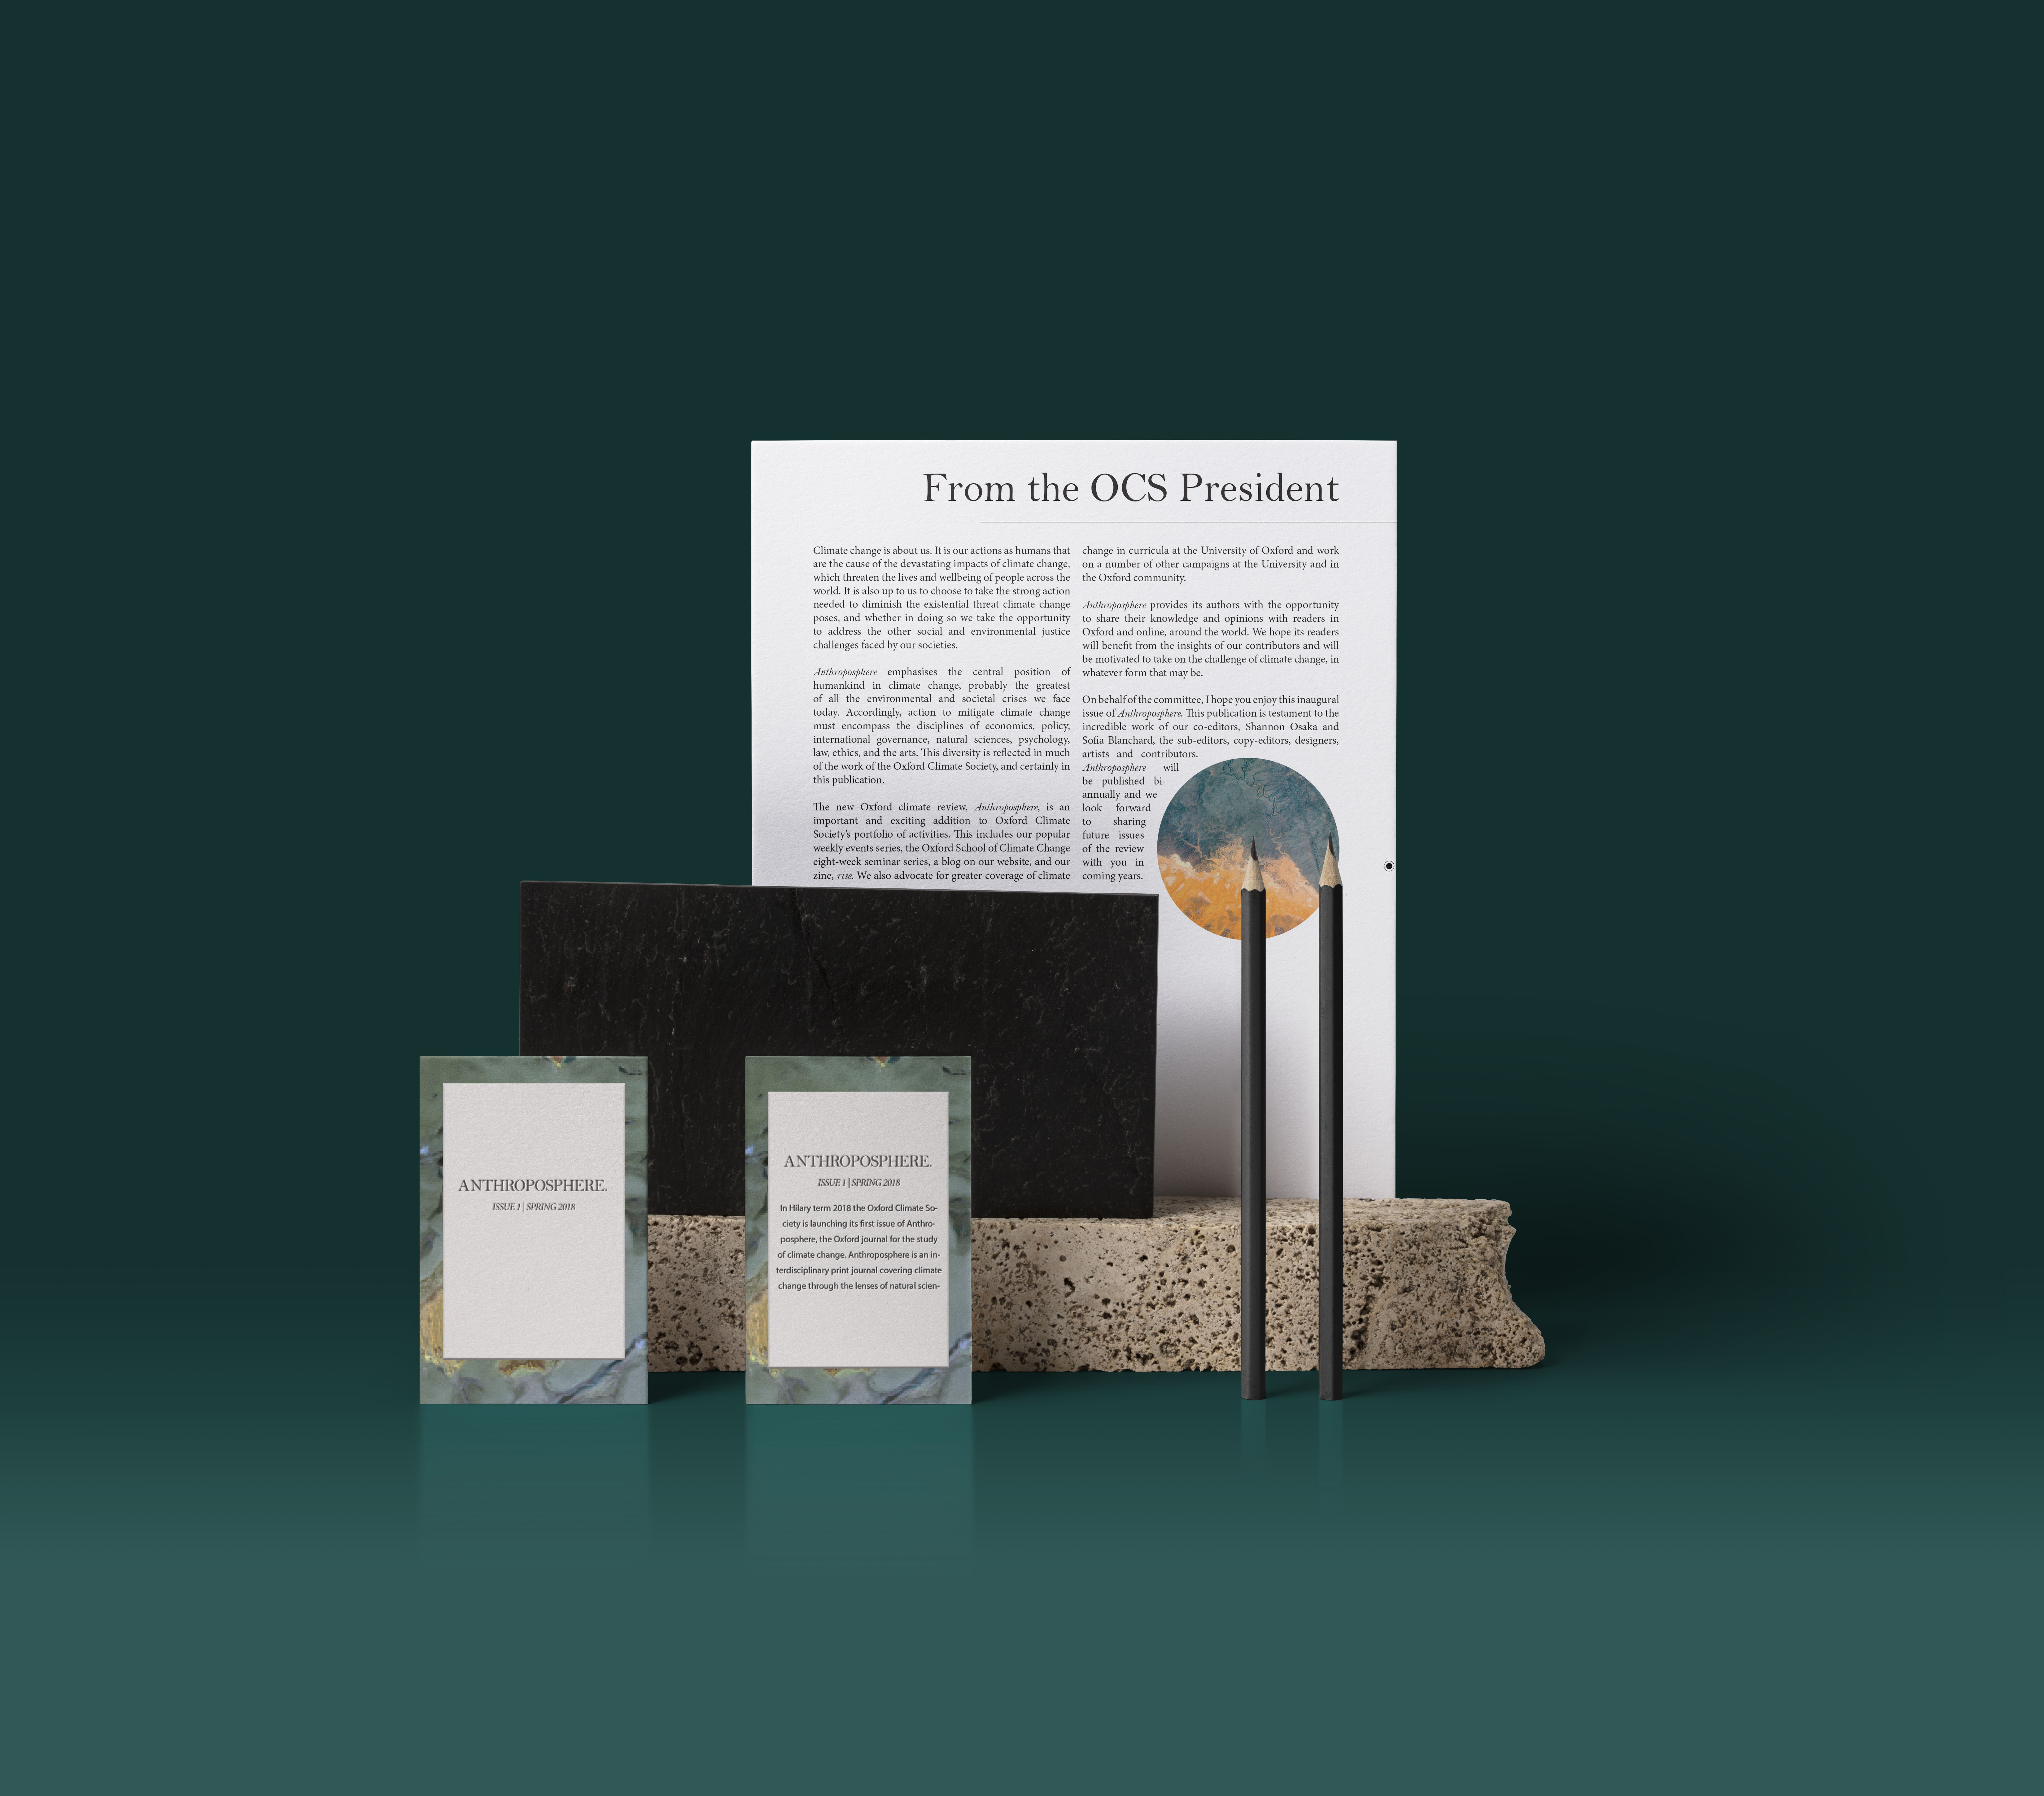 From the OCS President
Climate change is about us. It is our actions as humans that
are the cause of the devastating impacts of climate change,
which threaten the lives and wellbeing of people across the
world. It is also up to us to choose to take the strong action
needed to diminish the existential threat climate change
poses, and whether in doing so we take the opportunity
to address the other social and environmental justice
challenges faced by our societies.
Anthroposphere emphasises the central position of
humankind in climate change, probably the greatest
of all the environmental and societal crises we face
today. Accordingly, action to mitigate climate change
must encompass the disciplines of economics, policy,
international governance, natural sciences, psychology,
law, ethics, and the arts. This diversity is reflected in much
of the work of the Oxford Climate Society, and certainly in
this publication.
The new Oxford climate review, Anthroposphere, is an
important and exciting addition to Oxford Climate
Society's portfolio of activities. This includes our popular
weekly events series, the Oxford School of Climate Change
eight-week seminar series, a blog on our website, and our
zine, rise. We also advocate for greater coverage of climate
change in curricula at the University of Oxford and work
on a number of other campaigns at the University and in
the Oxford community.
Anthroposphere provides its authors with the opportunity
to share their knowledge and opinions with readers in
Oxford and online, around the world. We hope its readers
will benefit from the insights of our contributors and will
be motivated to take on the challenge of climate change, in
whatever form that may be.
On behalf of the committee, I hope you enjoy this inaugural
issue of Anthroposphere. This publication is testament to the
incredible work of our co-editors, Shannon Osaka and
Sofia Blanchard, the sub-editors, copy-editors, designers,
artists and contributors.
Anthroposphere will
be published bi-
annually and we
look forward
to sharing
future issues
of the review
with you in
coming years.
ANTHROPOSPHERE.
ISSUE 1 | SPRING 2018
ANTHROPOSPHERE.
ISSUE 1 | SPRING 2018
In Hilary term 2018 the Oxford Climate So-
ciety is launching its first issue of Anthro-
posphere, the Oxford journal for the study
of climate change. Anthroposphere is an in-
terdisciplinary print journal covering climate
change through the lenses of natural scien-